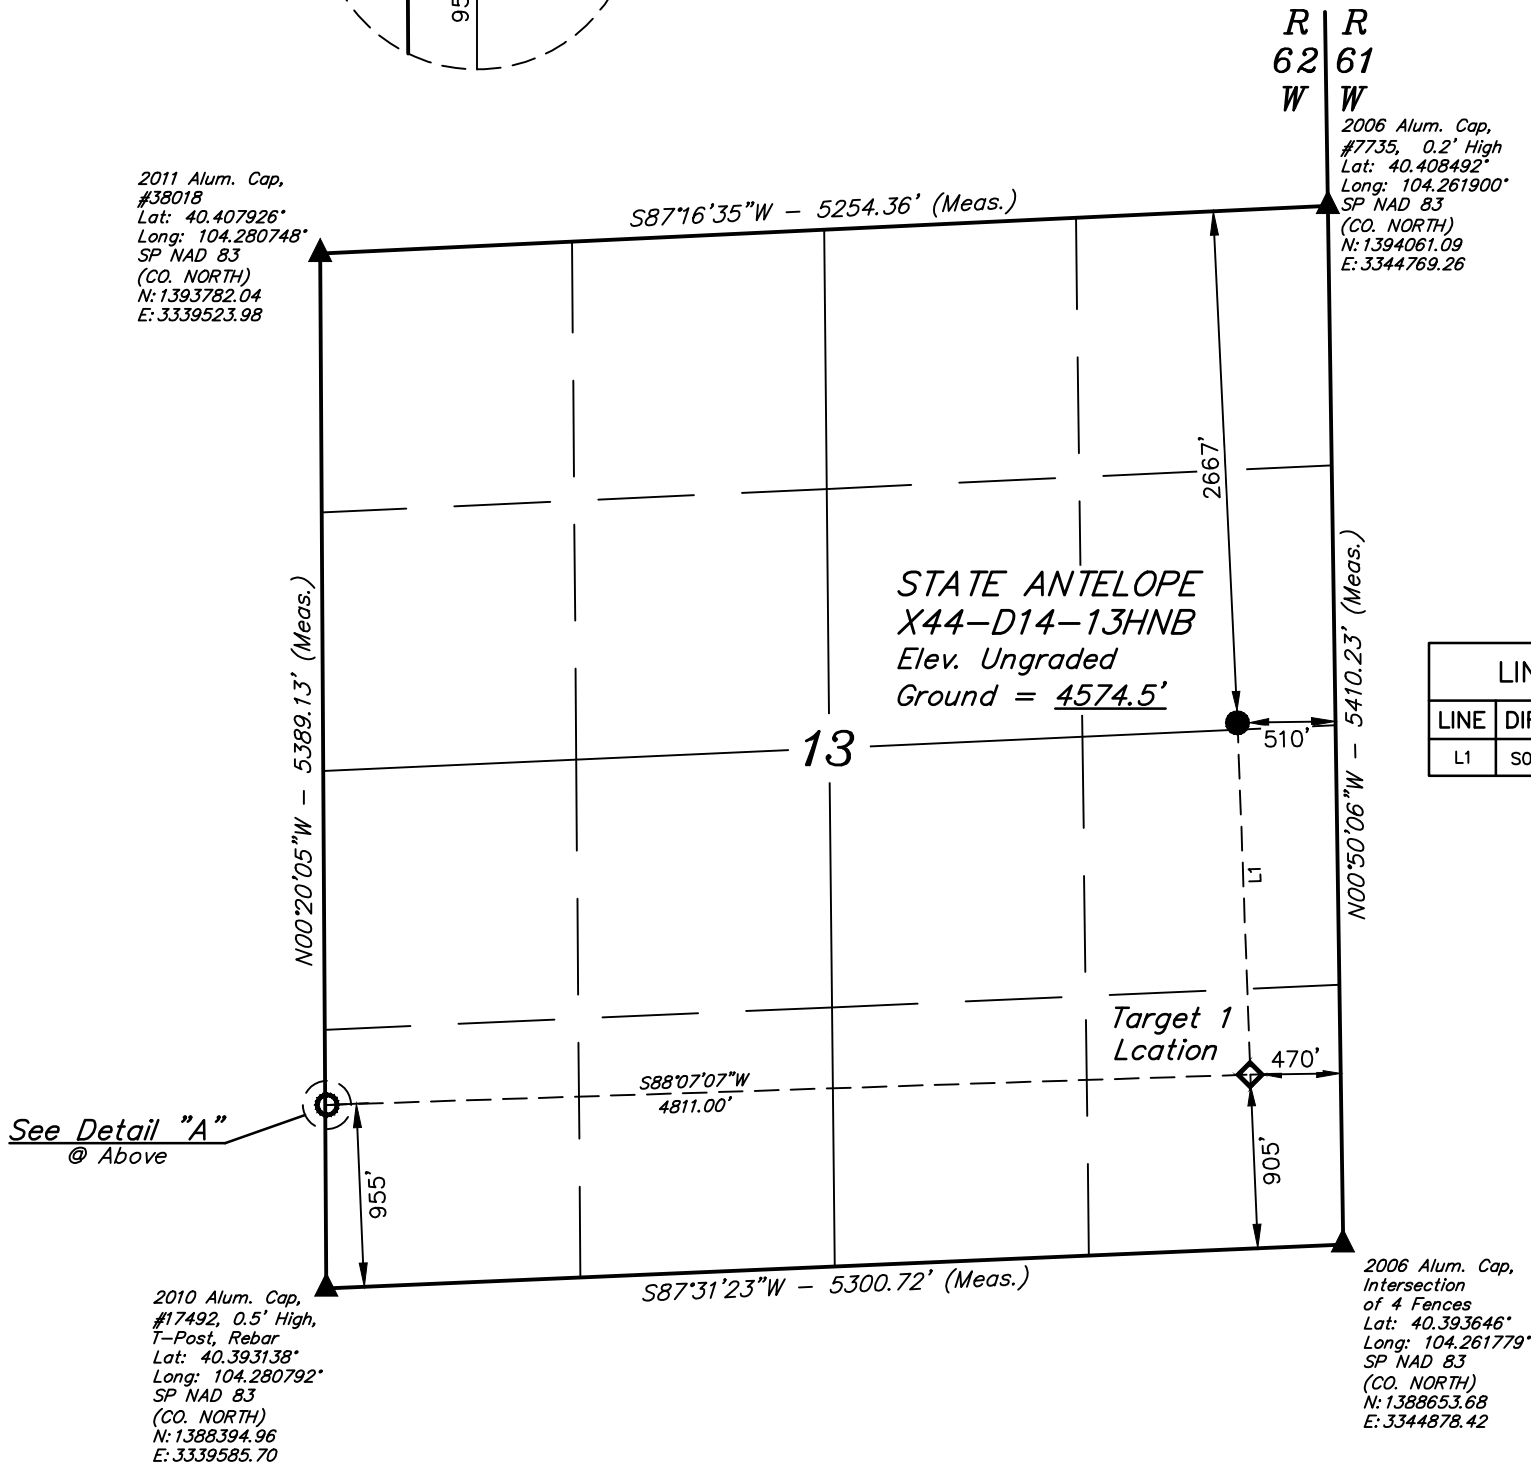 95
R R
62 61
W W
2006 Alum. Cap,
#7735, 0.2' High
Lat: 40.408492°
Long: 104.261900°
SP NAD 83
(CO. NORTH)
N: 1394061.09
E: 3344769.26
2011 Alum. Cap,
#38018
Lat: 40.407926°
Long: 104.280748°
SP NAD 83
(CO. NORTH)
N: 1393782.04
E: 3339523.98
S87°16'35"W - 5254.36' (Meas.)
2667'
N00°20'05"W - 5389.13' (Meas.)
STATE ANTELOPE
X44-D14-13HNB
Elev. Ungraded
Ground = 4574.5'
N00°50'06"W - 5410.23' (Meas.)
LIN
LINE DI
L1 SO
13
510'
L1
Target 1
Lcation
470'
S88°07'07"W
4811.00'
See Detail "A"
@ Above
955'
905'
S87°31'23"W - 5300.72' (Meas.)
2010 Alum. Cap,
#17492, 0.5' High,
T-Post, Rebar
Lat: 40.393138°
Long: 104.280792°
SP NAD 83
(CO. NORTH)
N: 1388394.96
E: 3339585.70
2006 Alum. Cap,
Intersection
of 4 Fences
Lat: 40.393646°
Long: 104.261779°
SP NAD 83
(CO. NORTH)
N: 1388653.68
E: 3344878.42